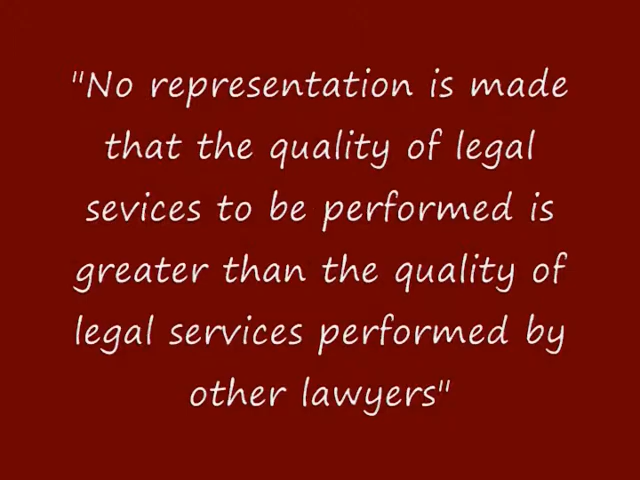 "No representation is made
that the quality of legal
sevices to be performed is
greater than the quality of
legal services performed by
other lawyers"